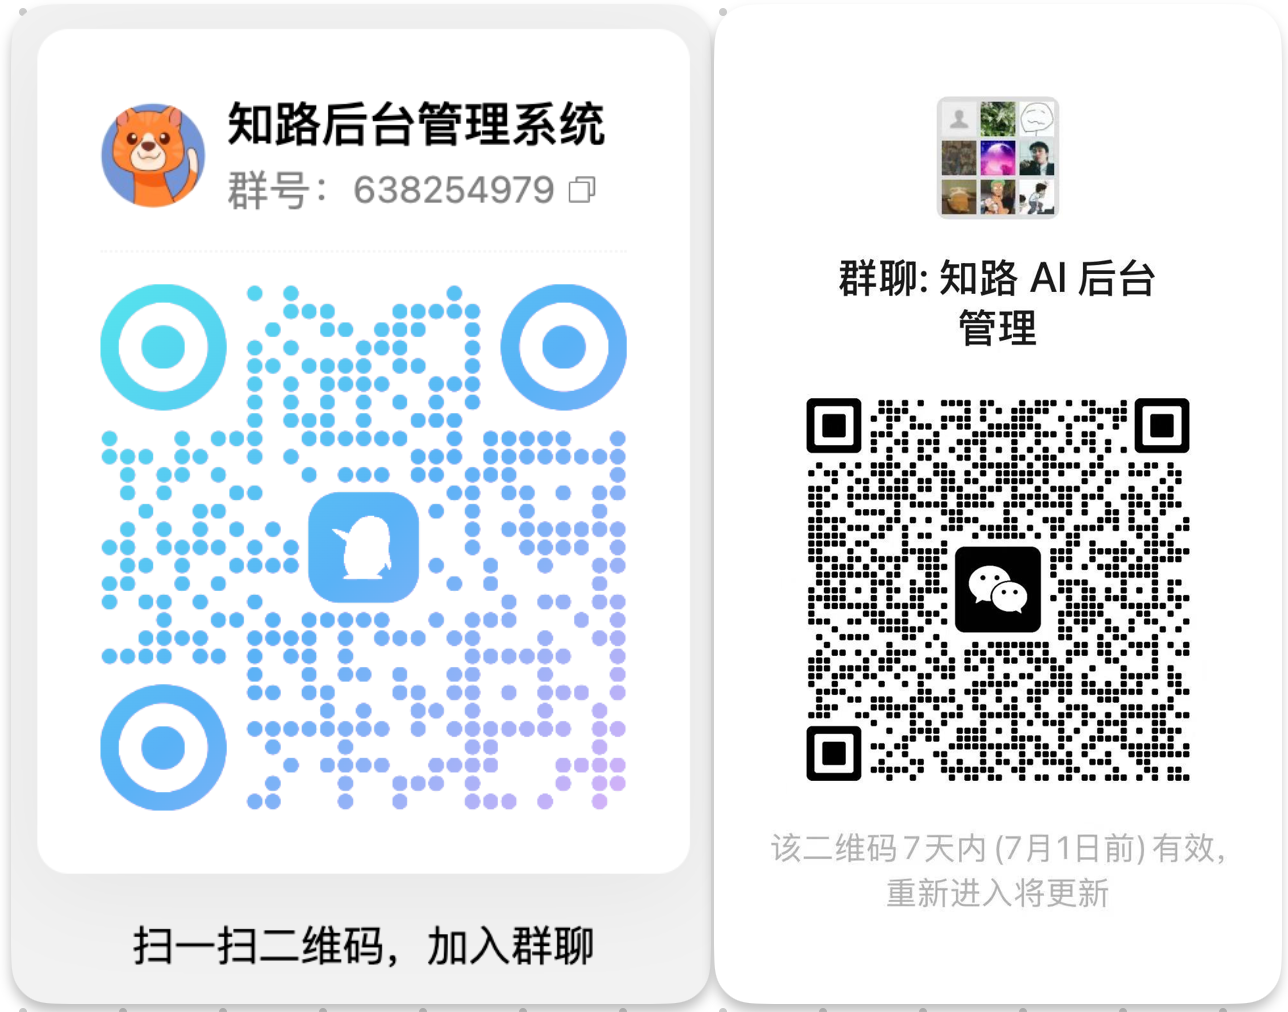 知路后台管理系统
群号：638254979
扫一扫二维码，加入群聊
群聊: 知路 AI 后台
管理
该二维码7天内(7月1日前)有效，
重新进入将更新